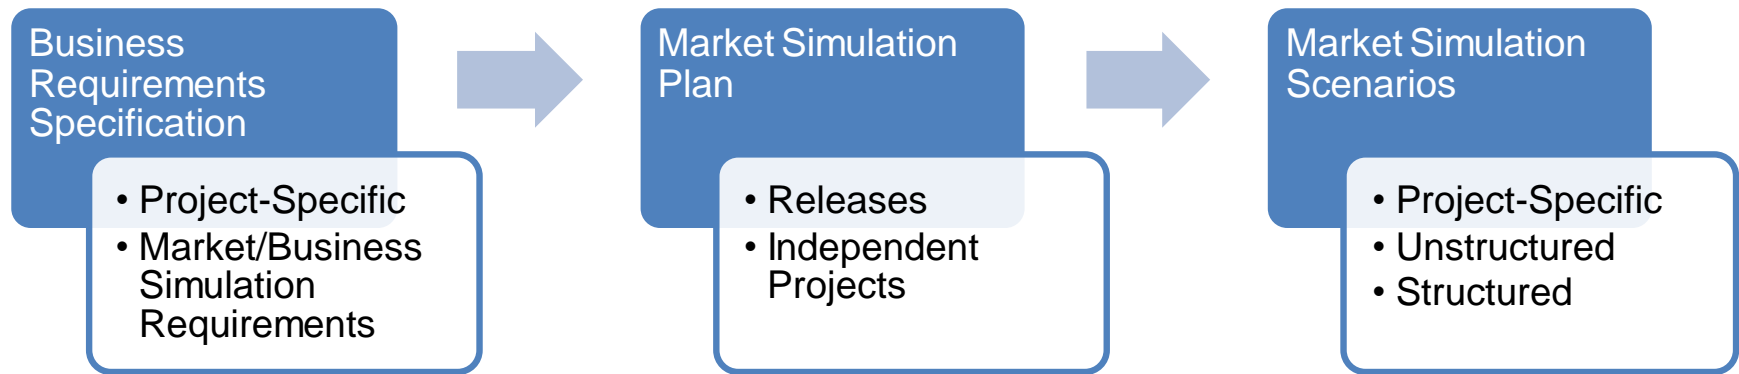 Business
Requirements
Specification
• Project-Specific
• Market/Business
Simulation
Requirements
Market Simulation
Plan
• Releases
• Independent
Projects
Market Simulation
Scenarios
• Project-Specific
• Unstructured
• Structured